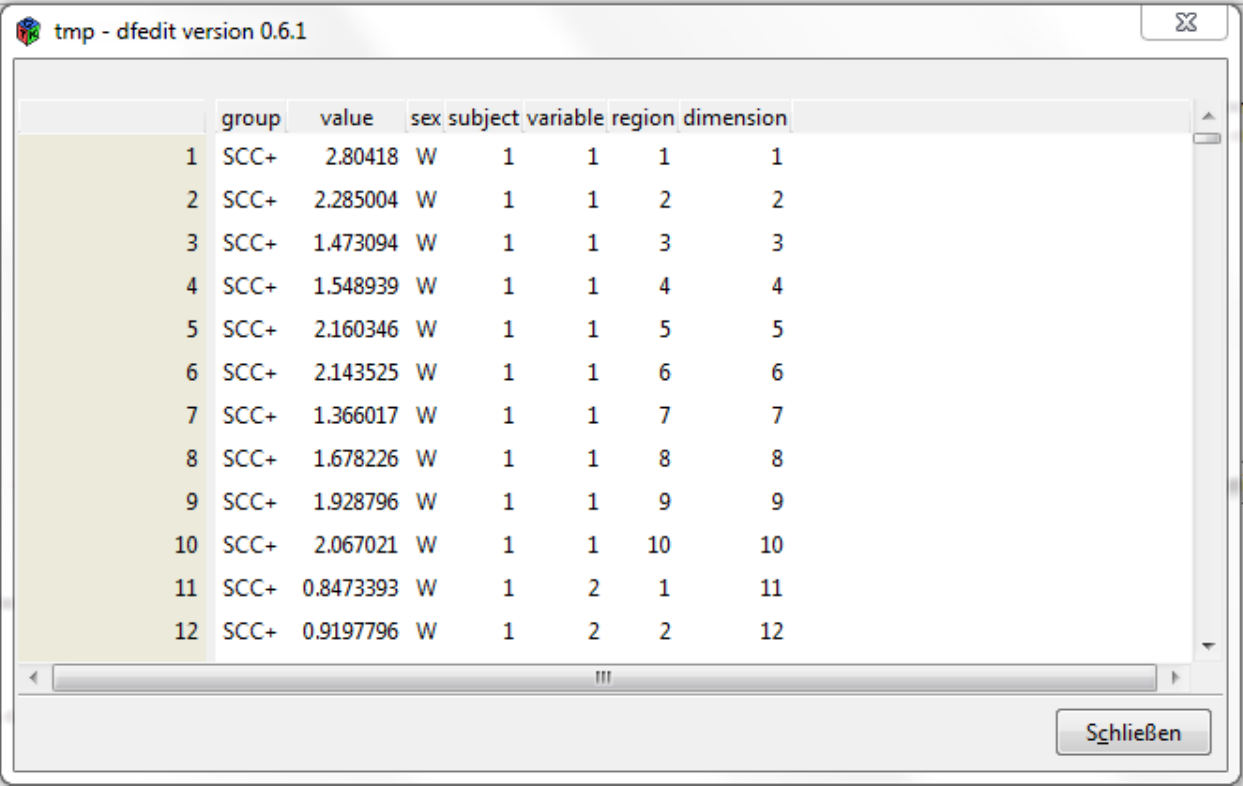 tmp - dfedit version 0.6.1
group value sex subject variable region dimension
1 SCC+ 2.80418 W 1 1 1 1
2 SCC+ 2.285004 W 1 1 2 2
3 SCC+ 1.473094 W 1 1 3 3
4 SCC+ 1.548939 W 1 1 4 4
5 SCC+ 2.160346 W 1 1 5 5
6 SCC+ 2.143525 W 1 1 6 6
7 SCC+ 1.366017 W 1 1 7 7
8 SCC+ 1.678226 W 1 1 8 8
9 SCC+ 1.928796 W 1 1 9 9
10 SCC+ 2.067021 W 1 1 10 10
11 SCC+ 0.8473393 W 1 2 1 11
12 SCC+ 0.9197796 W 1 2 2 12
Schließen